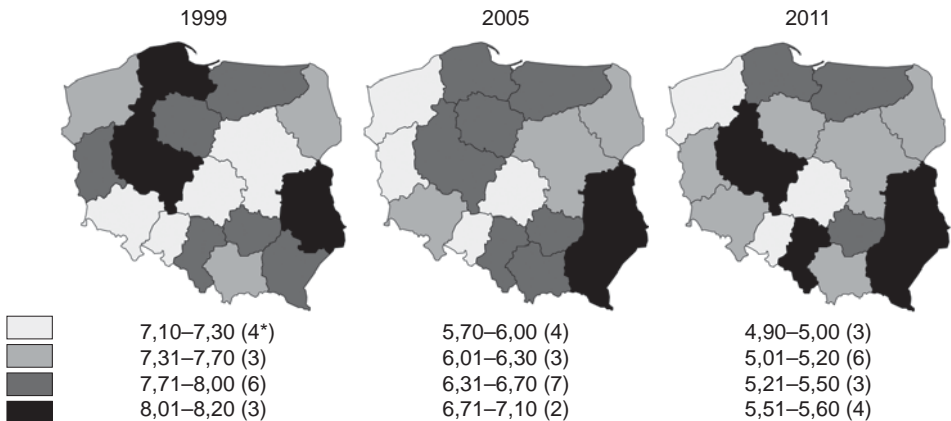 1999 2005 2011
7,10–7,30 (4*) 5,70–6,00 (4) 4,90–5,00 (3)
7,31–7,70 (3) 6,01–6,30 (3) 5,01–5,20 (6)
7,71–8,00 (6) 6,31–6,70 (7) 5,21–5,50 (3)
8,01–8,20 (3) 6,71–7,10 (2) 5,51–5,60 (4)